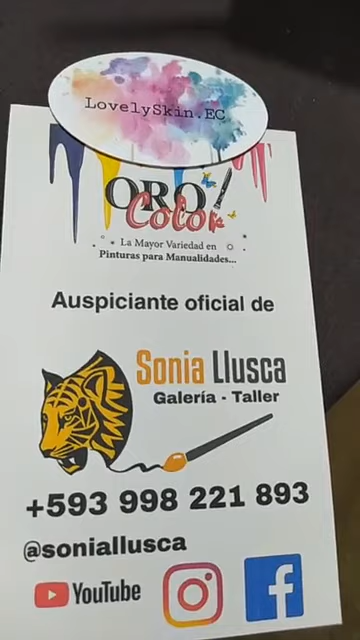 LovelySkin.EC
ORO
Color
La Mayor Variedad en
Pinturas para Manualidades...
Auspiciante oficial de
Sonia Llusca
Galería - Taller
+593 998 221 893
@soniallusca
YouTube